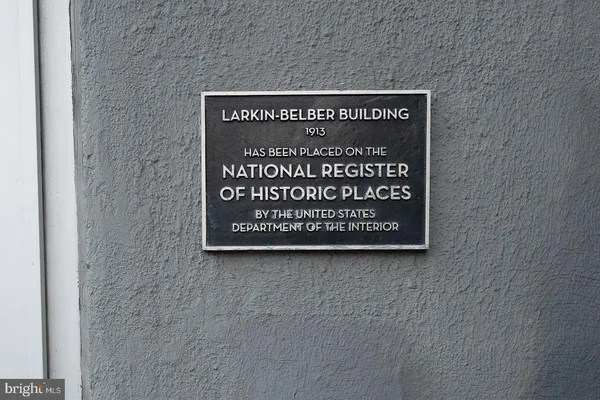 LARKIN-BELBER BUILDING
1913
HAS BEEN PLACED ON THE
NATIONAL REGISTER
OF HISTORIC PLACES
BY THE UNITED STATES
DEPARTMENT OF THE INTERIOR
bright MLS